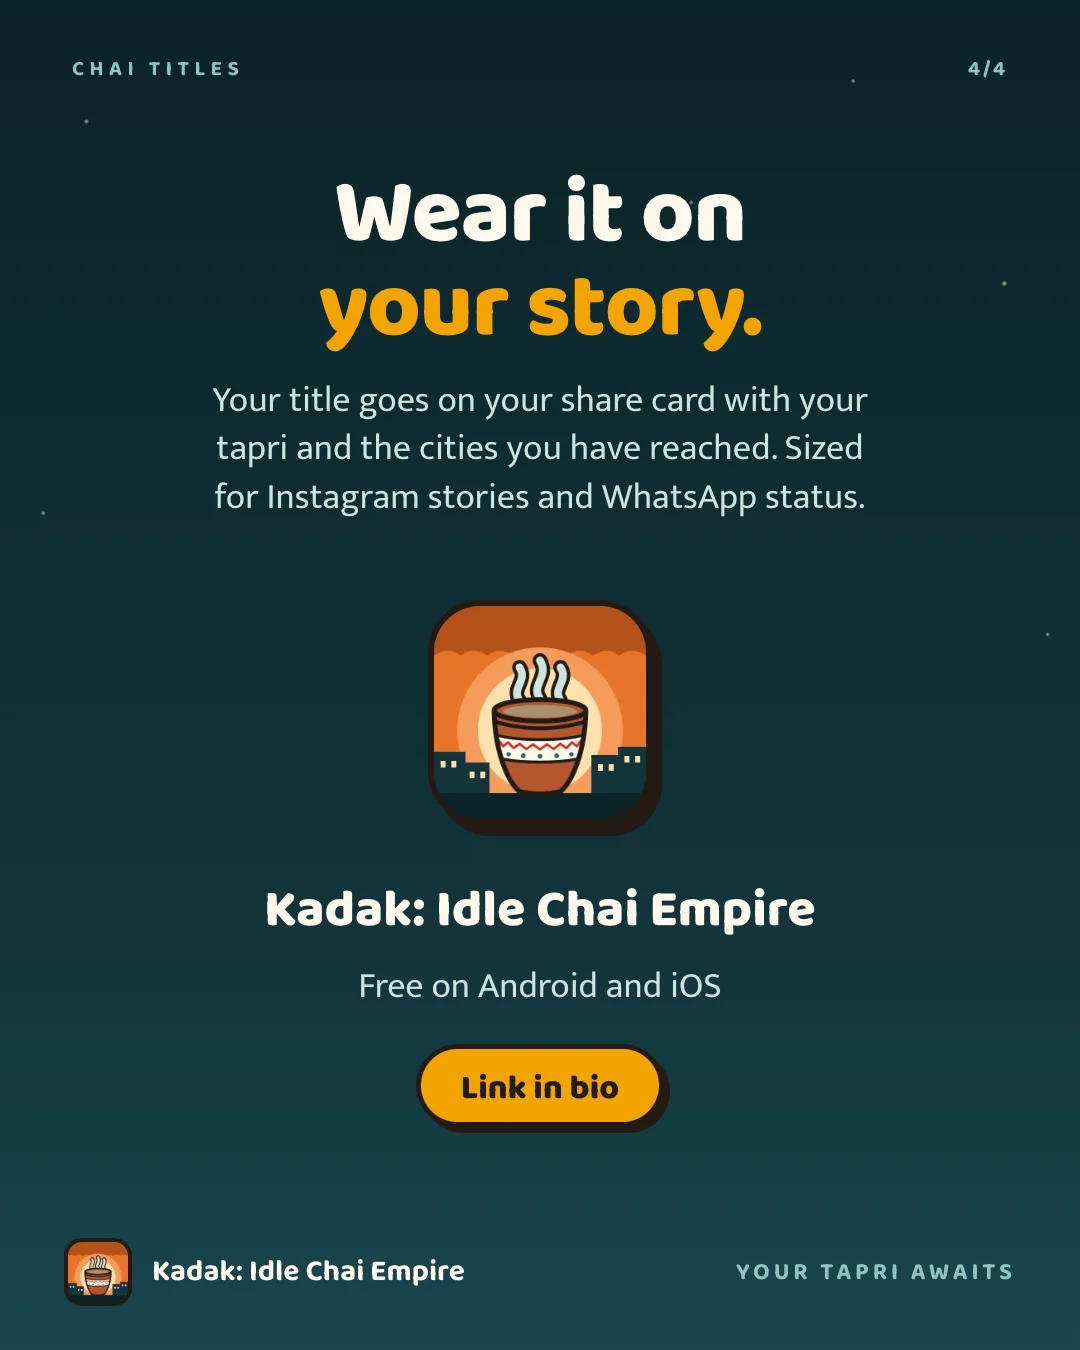 CHAI TITLES
4/4
Wear it on
your story.
Your title goes on your share card with your
tapri and the cities you have reached. Sized
for Instagram stories and WhatsApp status.
Kadak: Idle Chai Empire
Free on Android and iOS
Link in bio
Kadak: Idle Chai Empire
YOUR TAPRI AWAITS